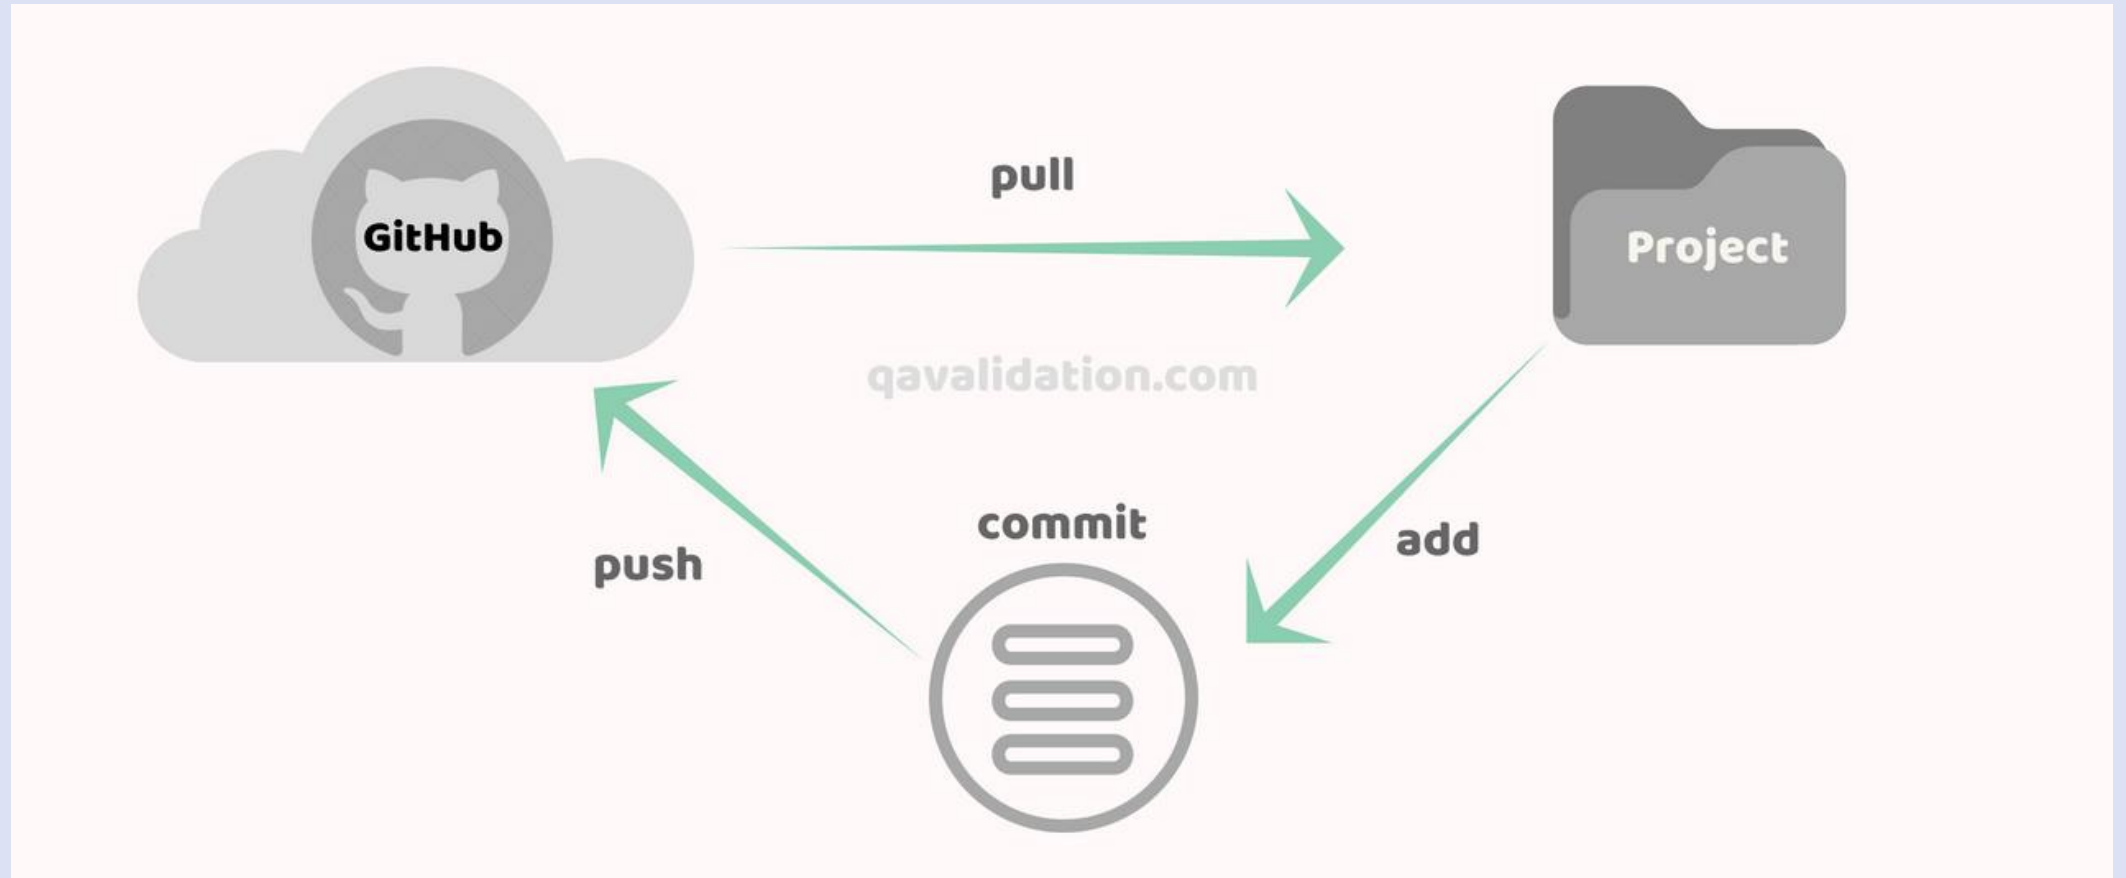 pull
GitHub
Project
qavalidation.com
commit
add
push